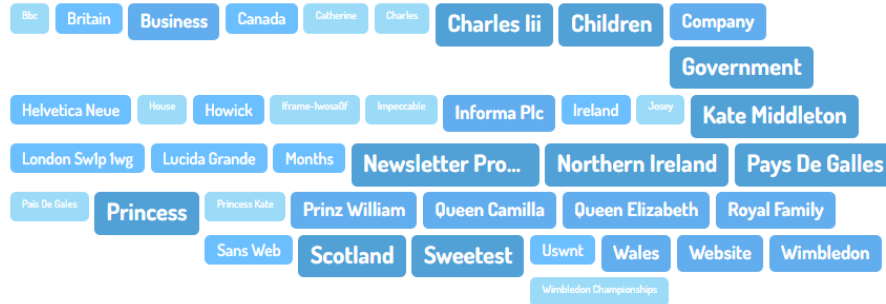 Bbc Britain Business Canada Catherine Charles Charles Iii Children Company
Government
Helvetica Neue House Howick Iframe-1wosa0f Impeccable Informa Plc Ireland Josey Kate Middleton
London Sw1p 1wg Lucida Grande Months Newsletter Pro... Northern Ireland Pays De Galles
País De Gales Princess Princess Kate Prinz William Queen Camilla Queen Elizabeth Royal Family
Sans Web Scotland Sweetest Uswnt Wales Website Wimbledon
Wimbledon Championships